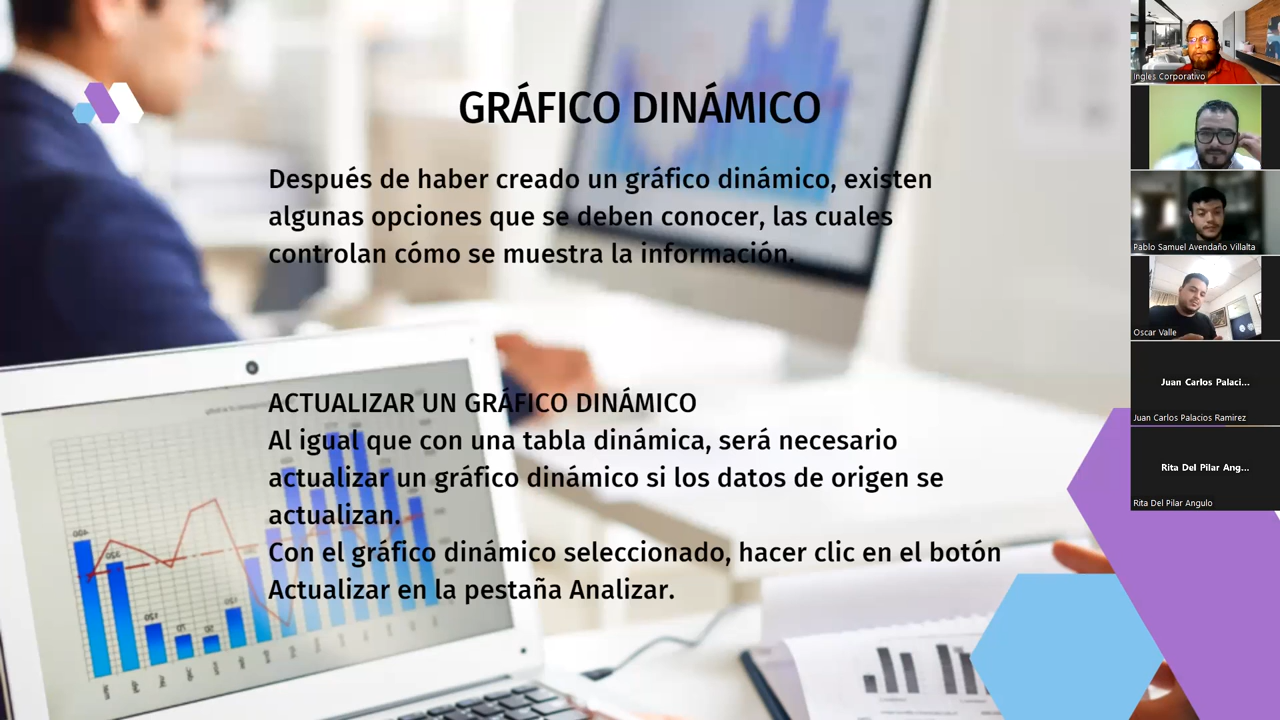 GRÁFICO DINÁMICO
Después de haber creado un gráfico dinámico, existen
algunas opciones que se deben conocer, las cuales
controlan cómo se muestra la información.
ACTUALIZAR UN GRÁFICO DINÁMICO
Al igual que con una tabla dinámica, será necesario
actualizar un gráfico dinámico si los datos de origen se
actualizan.
Con el gráfico dinámico seleccionado, hacer clic en el botón
Actualizar en la pestaña Analizar.
Ingles Corporativo
Pablo Samuel Avendaño Villalta
Oscar Valle
Juan Carlos Palaci...
Juan Carlos Palacios Ramirez
Rita Del Pilar Ang...
Rita Del Pilar Angulo